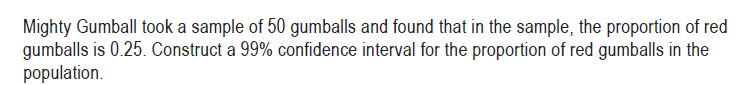 Mighty Gumball took a sample of 50 gumballs and found that in the sample, the proportion of red
gumballs is 0.25. Construct a 99% confidence interval for the proportion of red gumballs in the
population.